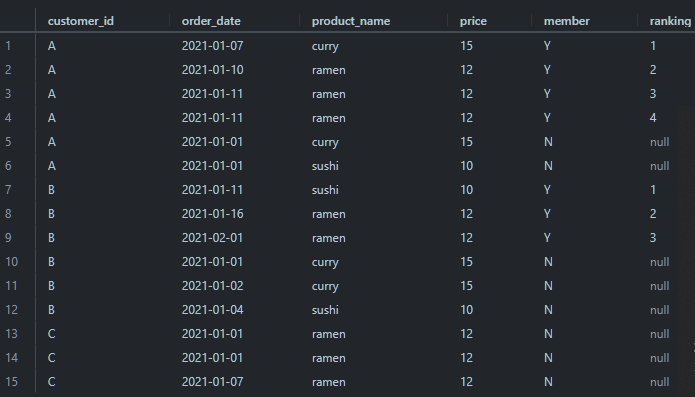 customer_id order_date product_name price member ranking
1 A 2021-01-07 curry 15 Y 1
2 A 2021-01-10 ramen 12 Y 2
3 A 2021-01-11 ramen 12 Y 3
4 A 2021-01-11 ramen 12 Y 4
5 A 2021-01-01 curry 15 N null
6 A 2021-01-01 sushi 10 N null
7 B 2021-01-11 sushi 10 Y 1
8 B 2021-01-16 ramen 12 Y 2
9 B 2021-02-01 ramen 12 Y 3
10 B 2021-01-01 curry 15 N null
11 B 2021-01-02 curry 15 N null
12 B 2021-01-04 sushi 10 N null
13 C 2021-01-01 ramen 12 N null
14 C 2021-01-01 ramen 12 N null
15 C 2021-01-07 ramen 12 N null